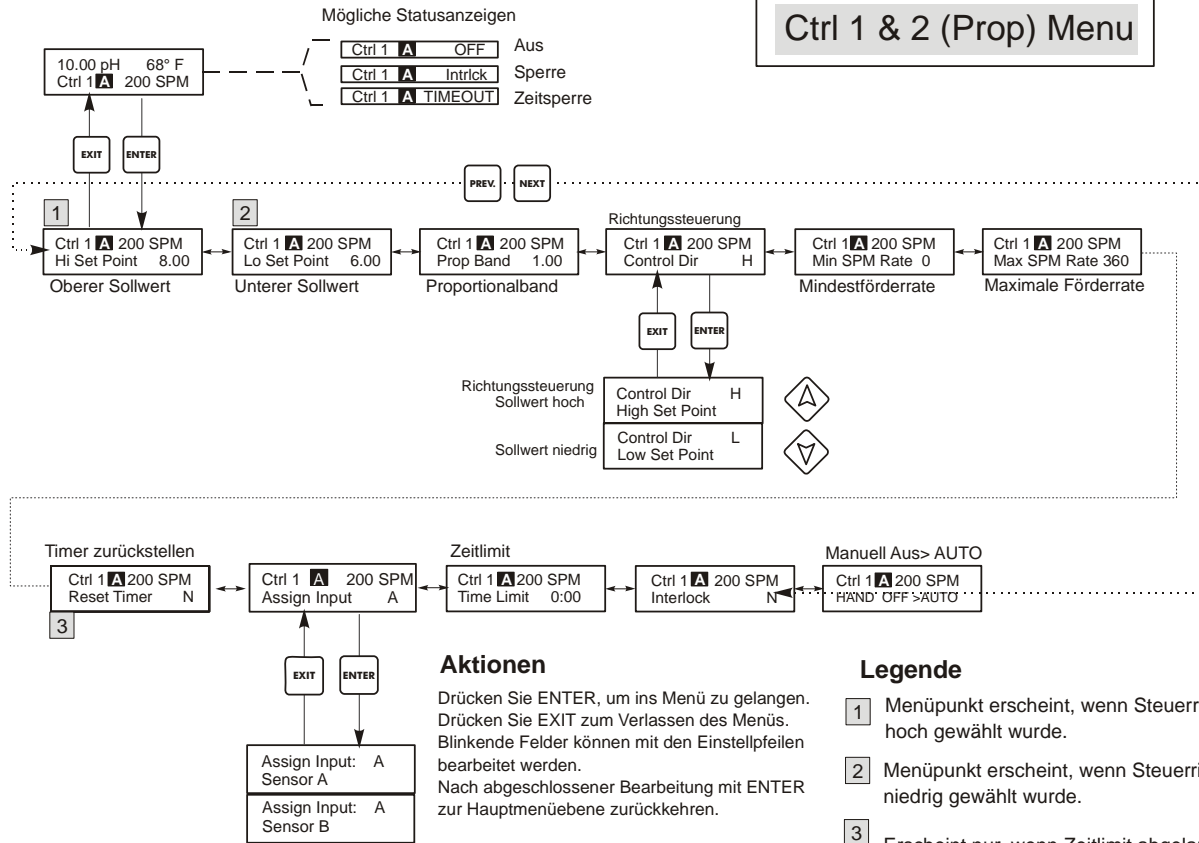 Mögliche Statusanzeigen
Ctrl 1 & 2 (Prop) Menu
10.00 pH 68° F
Ctrl 1 A 200 SPM
Ctrl 1 A OFF Aus
Ctrl 1 A Intrlck Sperre
Ctrl 1 A TIMEOUT Zeitsperre
EXIT ENTER
PREV. NEXT
1
Ctrl 1 A 200 SPM
Hi Set Point 8.00
Oberer Sollwert
2
Ctrl 1 A 200 SPM
Lo Set Point 6.00
Unterer Sollwert
Ctrl 1 A 200 SPM
Prop Band 1.00
Proportionalband
Richtungssteuerung
Ctrl 1 A 200 SPM
Control Dir H
Ctrl 1 A 200 SPM
Min SPM Rate 0
Mindestförderrate
Ctrl 1 A 200 SPM
Max SPM Rate 360
Maximale Förderrate
EXIT ENTER
Richtungssteuerung
Sollwert hoch
Control Dir H
High Set Point
Sollwert niedrig
Control Dir L
Low Set Point
Timer zurückstellen
Ctrl 1 A 200 SPM
Reset Timer N
3
Ctrl 1 A 200 SPM
Assign Input A
Zeitlimit
Ctrl 1 A 200 SPM
Time Limit 0:00
Ctrl 1 A 200 SPM
Interlock N
Manuell Aus> AUTO
Ctrl 1 A 200 SPM
HAND OFF >AUTO
EXIT ENTER
Assign Input: A
Sensor A
Assign Input: A
Sensor B
Aktionen
Drücken Sie ENTER, um ins Menü zu gelangen.
Drücken Sie EXIT zum Verlassen des Menüs.
Blinkende Felder können mit den Einstellpfeilen
bearbeitet werden.
Nach abgeschlossener Bearbeitung mit ENTER
zur Hauptmenüebene zurückkehren.
Legende
1 Menüpunkt erscheint, wenn
hoch gewählt wurde.
2 Menüpunkt erscheint, wenn
niedrig gewählt wurde.
3 Erscheint nur, wenn Zeitlimit